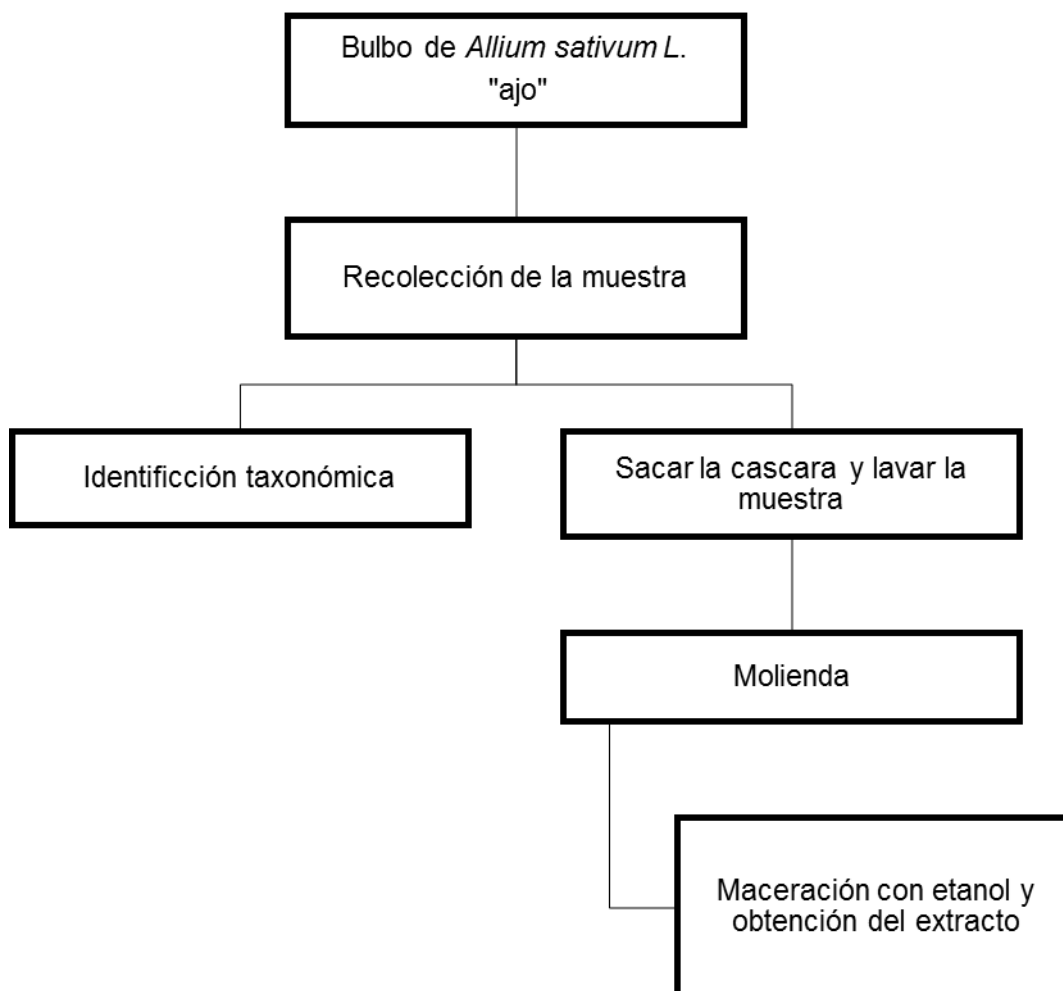 Bulbo de Allium sativum L.
"ajo"
Recolección de la muestra
Identificción taxonómica
Sacar la cascara y lavar la
muestra
Molienda
Maceración con etanol y
obtención del extracto